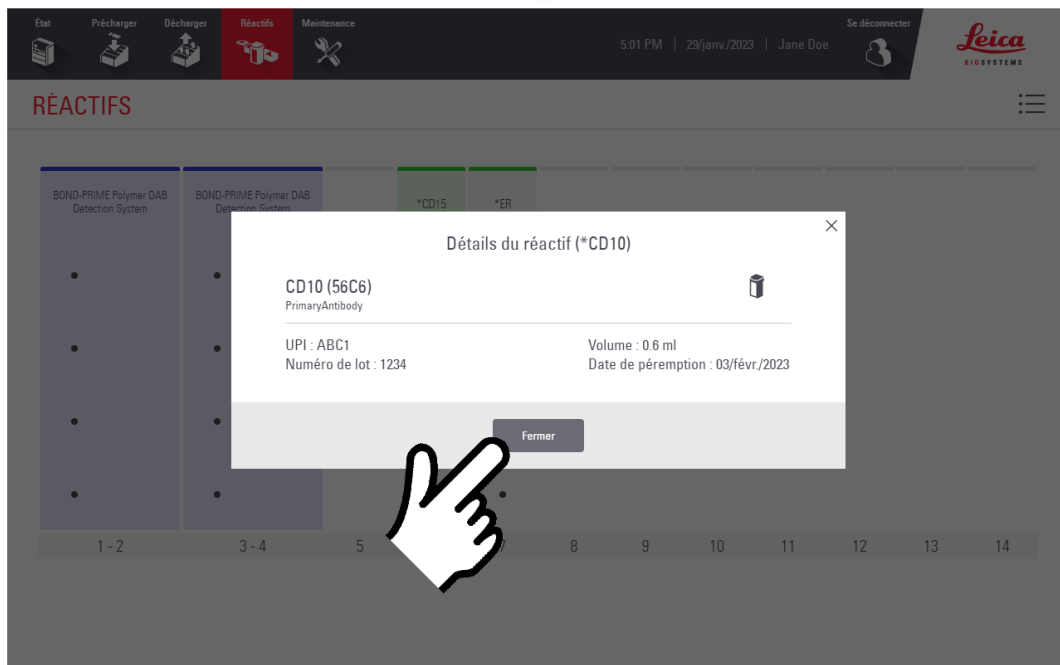 État Précharger Décharger Réactifs Maintenance Se déconnecter
5:01 PM | 29/janv./2023 | Jane Doe
Leica
BIOSYSTEMS
RÉACTIFS
BOND-PRIME Polymer DAB
Detection System
BOND-PRIME Polymer DAB
Detection System
*CD15 *ER
Détails du réactif (*CD10)
CD10 (56C6)
PrimaryAntibody
UPI : ABC1
Numéro de lot : 1234
Volume : 0.6 ml
Date de péremption : 03/févr./2023
Fermer
1 - 2 3 - 4 5 7 8 9 10 11 12 13 14